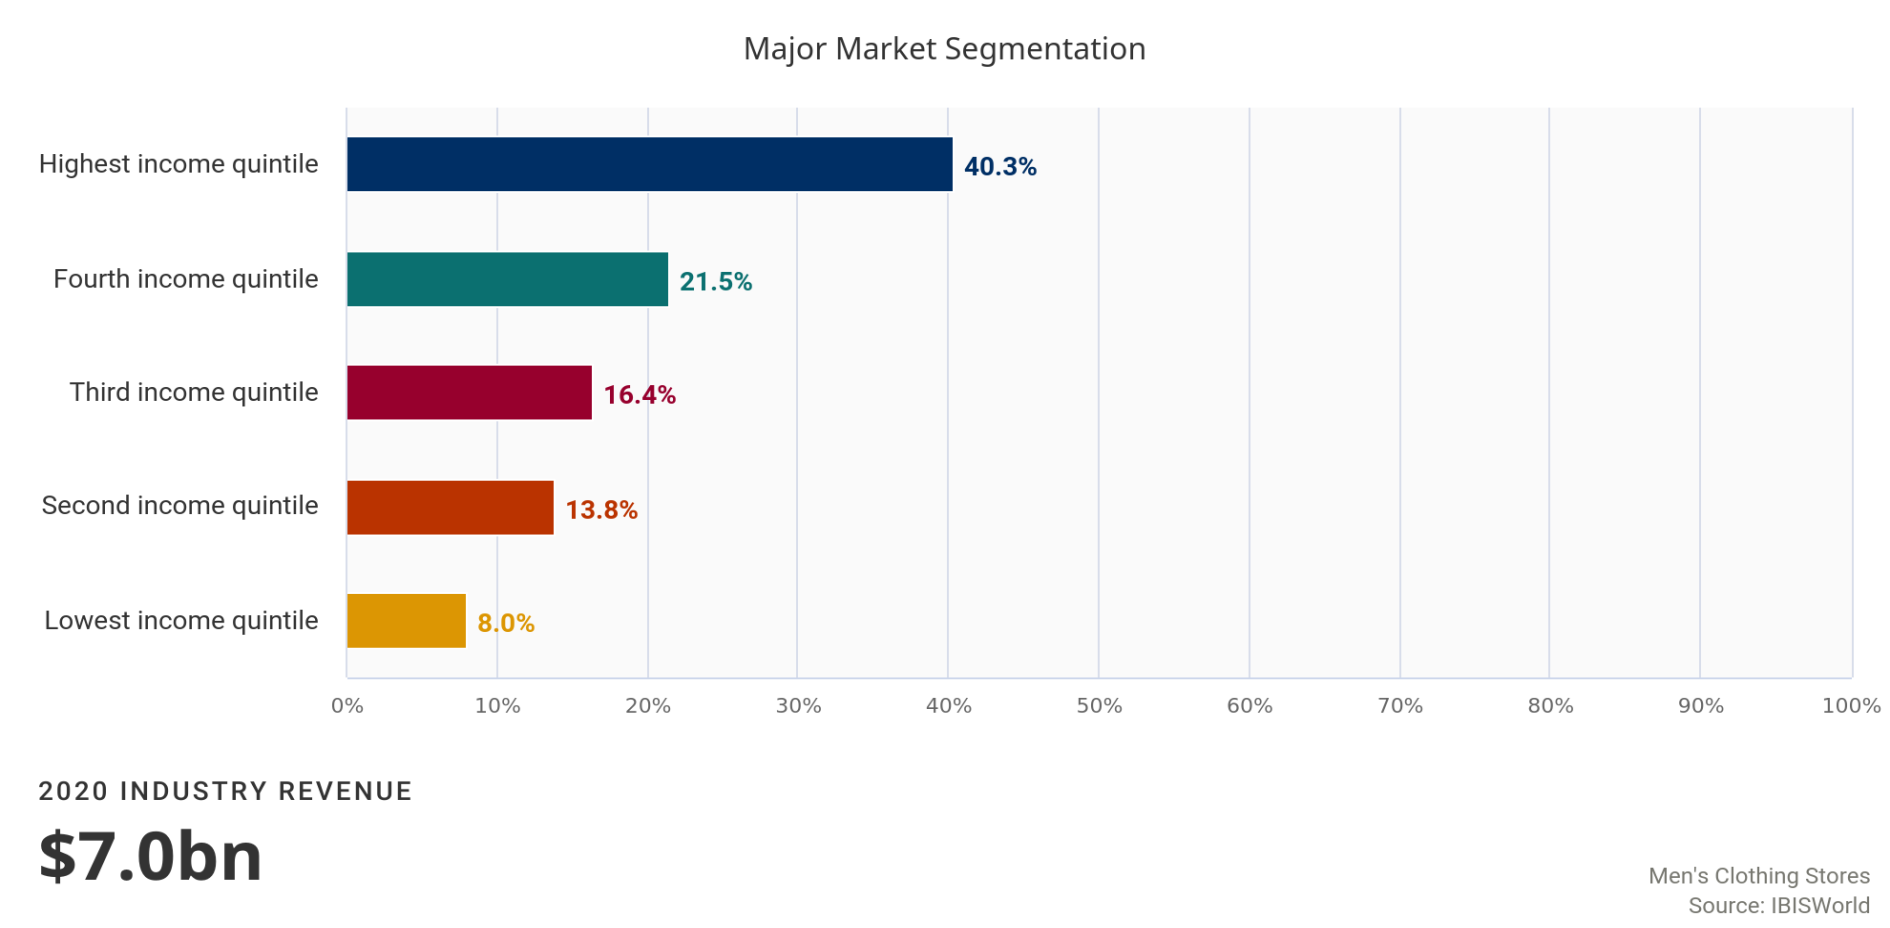 Major Market Segmentation
Highest income quintile
40.3%
Fourth income quintile
21.5%
Third income quintile
16.4%
Second income quintile
13.8%
Lowest income quintile
8.0%
0% 10% 20% 30% 40% 50% 60% 70% 80% 90% 100%
2020 INDUSTRY REVENUE
$7.0bn
Men's Clothing Stores
Source: IBISWorld